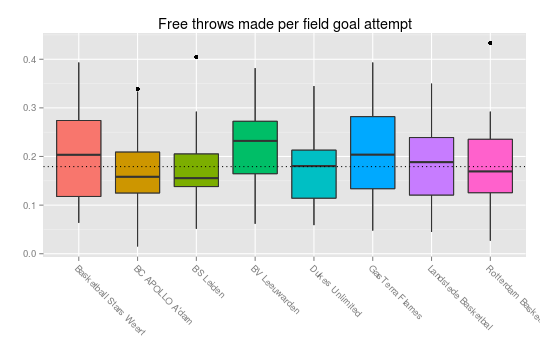 Free throws made per field goal attempt
0.4
0.3
0.2
0.1
0.0
Basketball Stars Weert
BC APOLLO A'dam
BS Leiden
BV Leeuwarden
Dukes Unlimited
GasTerra Flames
Landstede Basketbal
Rotterdam